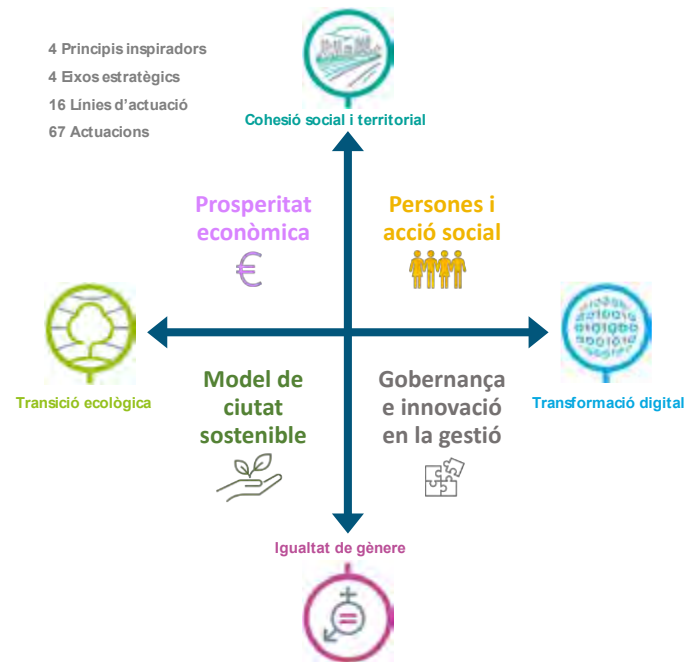 4 Principis inspiradors
4 Eixos estratègics
16 Línies d'actuació
67 Actuacions
Cohesió social i territorial
Prosperitat
econòmica
€
Persones i
acció social
Transició ecològica
Transformació digital
Model de
ciutat
sostenible
Gobernança
e innovació
en la gestió
Igualtat de gènere